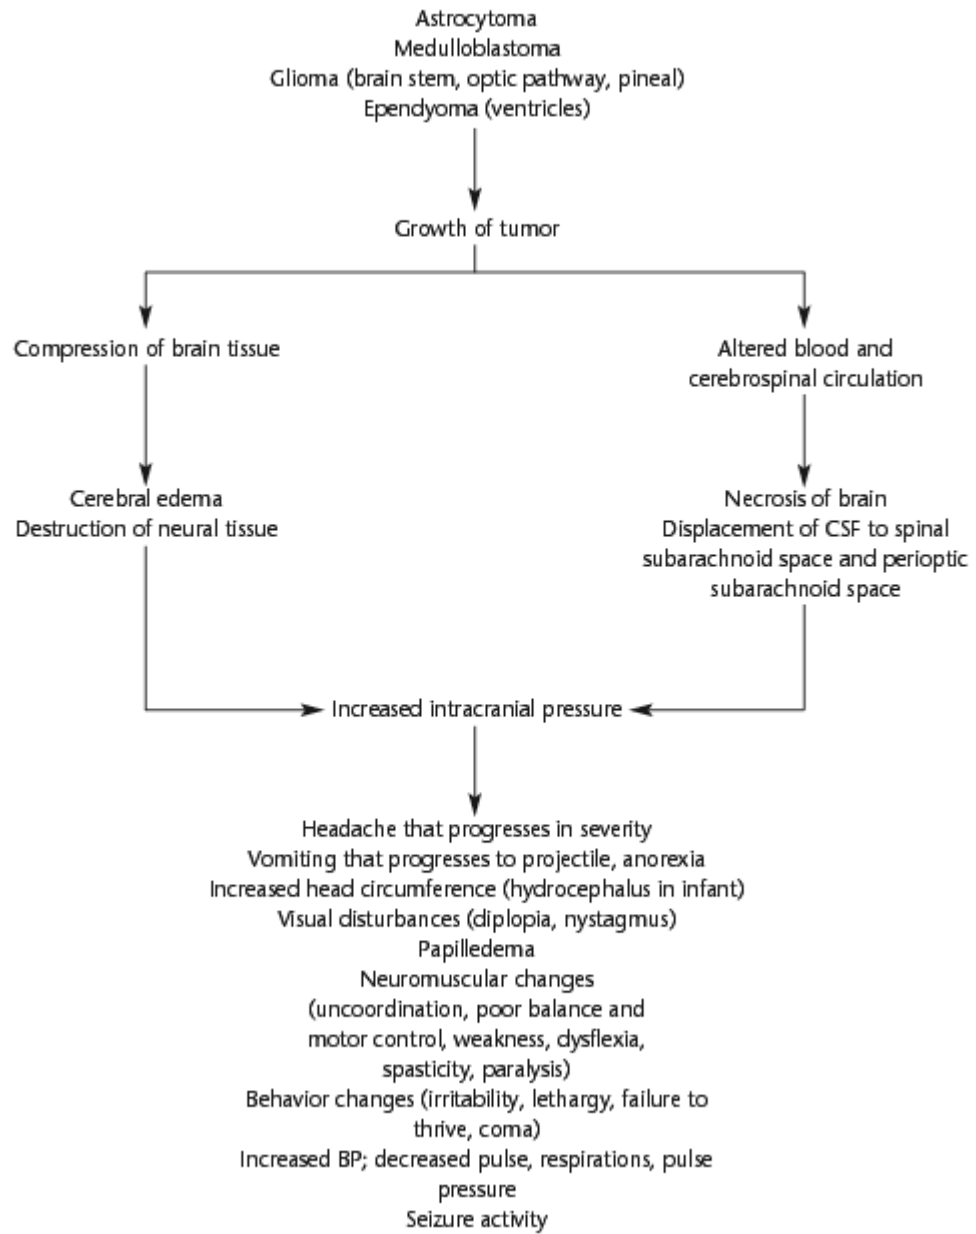 Astrocytoma
Medulloblastoma
Glioma (brain stem, optic pathway, pineal)
Ependyoma (ventricles)
Growth of tumor
Compression of brain tissue
Altered blood and
cerebrospinal circulation
Cerebral edema
Destruction of neural tissue
Necrosis of brain
Displacement of CSF to spinal
subarachnoid space and perioptic
subarachnoid space
Increased intracranial pressure
Headache that progresses in severity
Vomiting that progresses to projectile, anorexia
Increased head circumference (hydrocephalus in infant)
Visual disturbances (diplopia, nystagmus)
Papilledema
Neuromuscular changes
(uncoordination, poor balance and
motor control, weakness, dysflexia,
spasticity, paralysis)
Behavior changes (irritability, lethargy, failure to
thrive, coma)
Increased BP; decreased pulse, respirations, pulse
pressure
Seizure activity